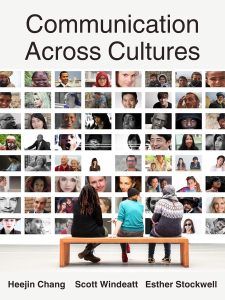 Communication
Across Cultures
Heejin Chang Scott Windeatt Esther Stockwell